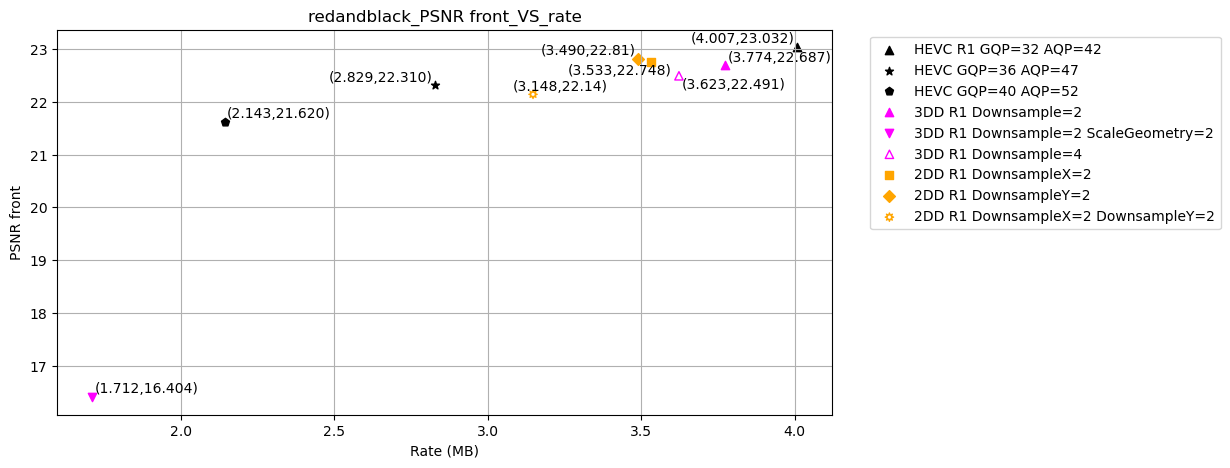 redandblack_PSNR front_VS_rate
PSNR front
23
22
21
20
19
18
17
(4.007,23.032)
(3.490,22.81)
(3.774,22.687)
(3.533,22.748)
(2.829,22.310)
(3.148,22.14)
(3.623,22.491)
(2.143,21.620)
(1.712,16.404)
2.0
2.5
3.0
3.5
4.0
Rate (MB)
HEVC R1 GQP=32 AQP=42
HEVC GQP=36 AQP=47
HEVC GQP=40 AQP=52
3DD R1 Downsample=2
3DD R1 Downsample=2 ScaleGeometry=2
3DD R1 Downsample=4
2DD R1 DownsampleX=2
2DD R1 DownsampleY=2
2DD R1 DownsampleX=2 DownsampleY=2